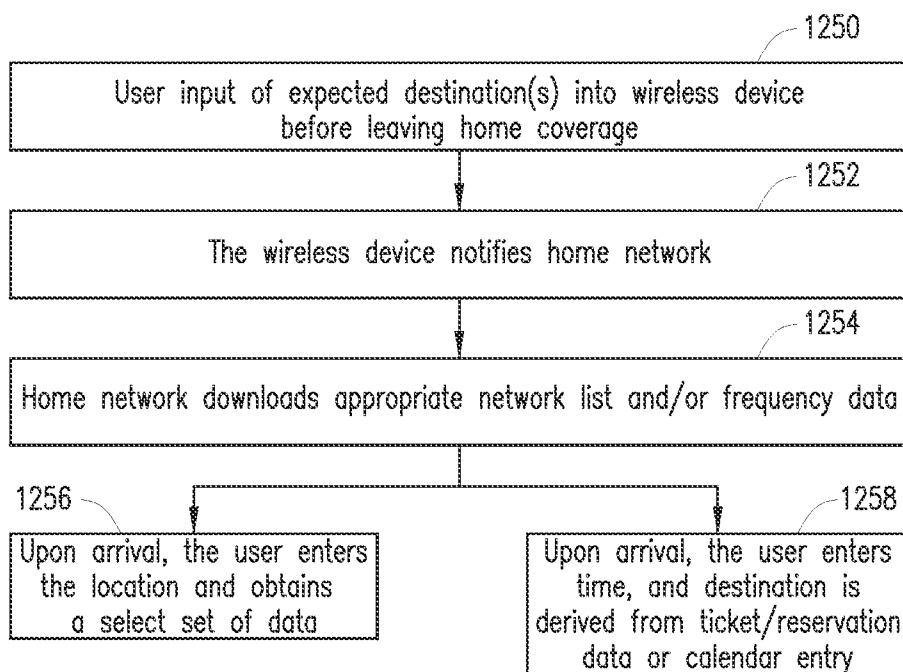 1250
User input of expected destination(s) into wireless device
before leaving home coverage
1252
The wireless device notifies home network
1254
Home network downloads appropriate network list and/or frequency data
1256
Upon arrival, the user enters
the location and obtains
a select set of data
1258
Upon arrival, the user enters
time, and destination is
derived from ticket/reservation
data or calendar entry